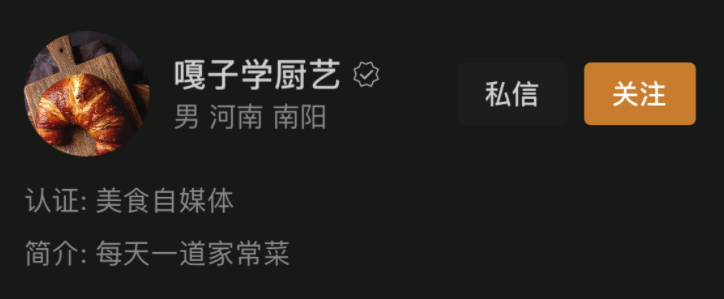 嘎子学厨艺
男 河南 南阳
私信
关注
认证: 美食自媒体
简介: 每天一道家常菜